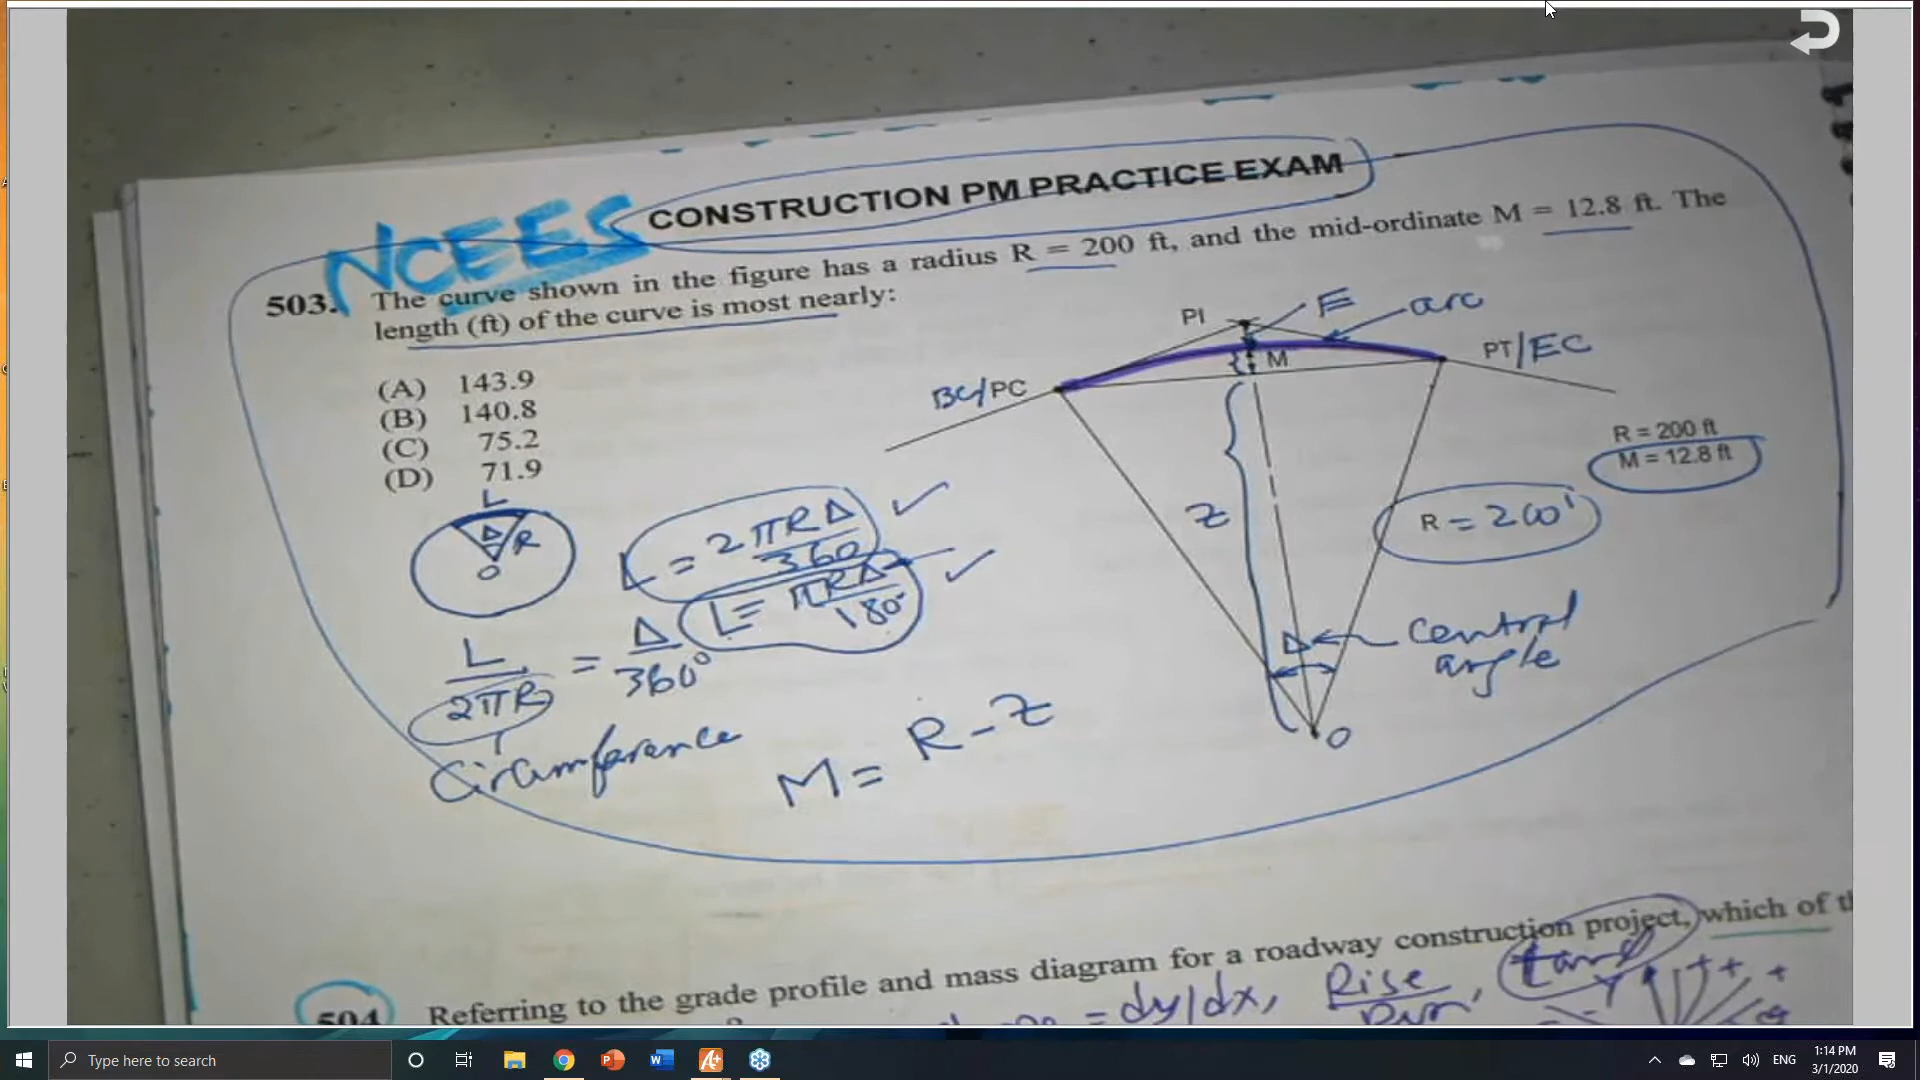 CONSTRUCTION PM PRACTICE EXAM
NCEES
503. The curve shown in the figure has a radius R = 200 ft, and the mid-ordinate M = 12.8 ft. The
length (ft) of the curve is most nearly:
(A) 143.9
(B) 140.8
(C) 75.2
(D) 71.9
PI
E
arc
M
PT/EC
BC/PC
R = 200 ft
M = 12.8 ft
Z
R = 200'
Δ
central
angle
O
L
Δ
R
O
L = 2πRΔ
360
L = πRΔ
180°
L
2πR
= Δ
360°
Circumference
M = R - Z
504 Referring to the grade profile and mass diagram for a roadway construction project, which of
= dy/dx, Rise
Run
Type here to search
ENG
1:14 PM
3/1/2020